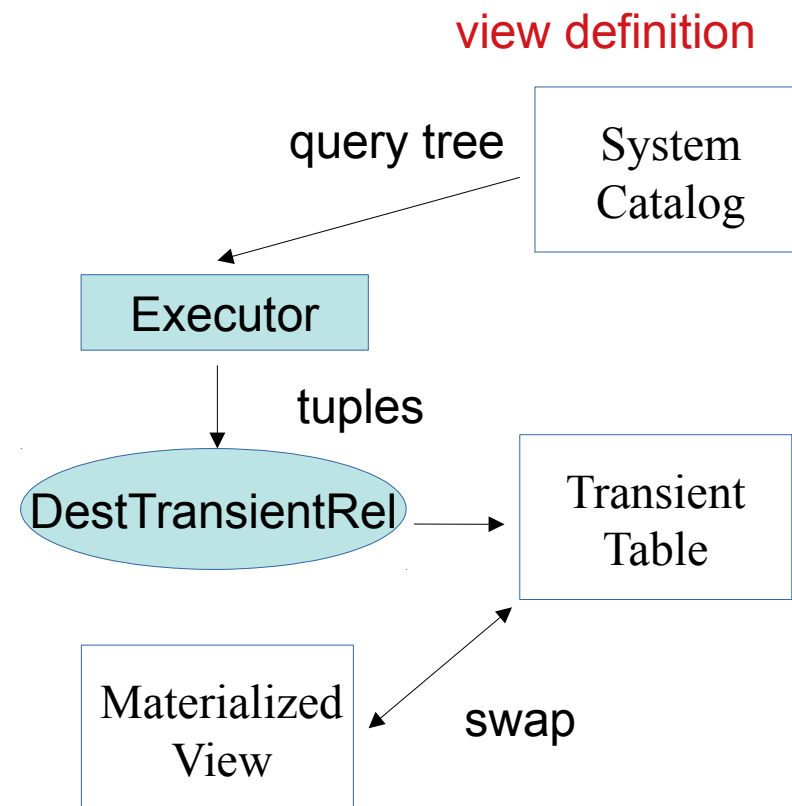 view definition
query tree
System
Catalog
Executor
tuples
DestTransientRel
Transient
Table
Materialized
View
swap